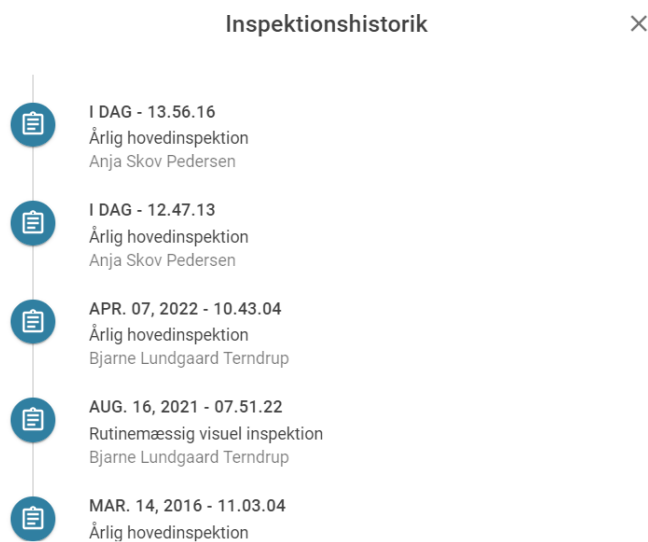 Inspektionshistorik
I DAG - 13.56.16
Årlig hovedinspektion
Anja Skov Pedersen
I DAG - 12.47.13
Årlig hovedinspektion
Anja Skov Pedersen
APR. 07, 2022 - 10.43.04
Årlig hovedinspektion
Bjarne Lundgaard Terndrup
AUG. 16, 2021 - 07.51.22
Rutinemæssig visuel inspektion
Bjarne Lundgaard Terndrup
MAR. 14, 2016 - 11.03.04
Årlig hovedinspektion